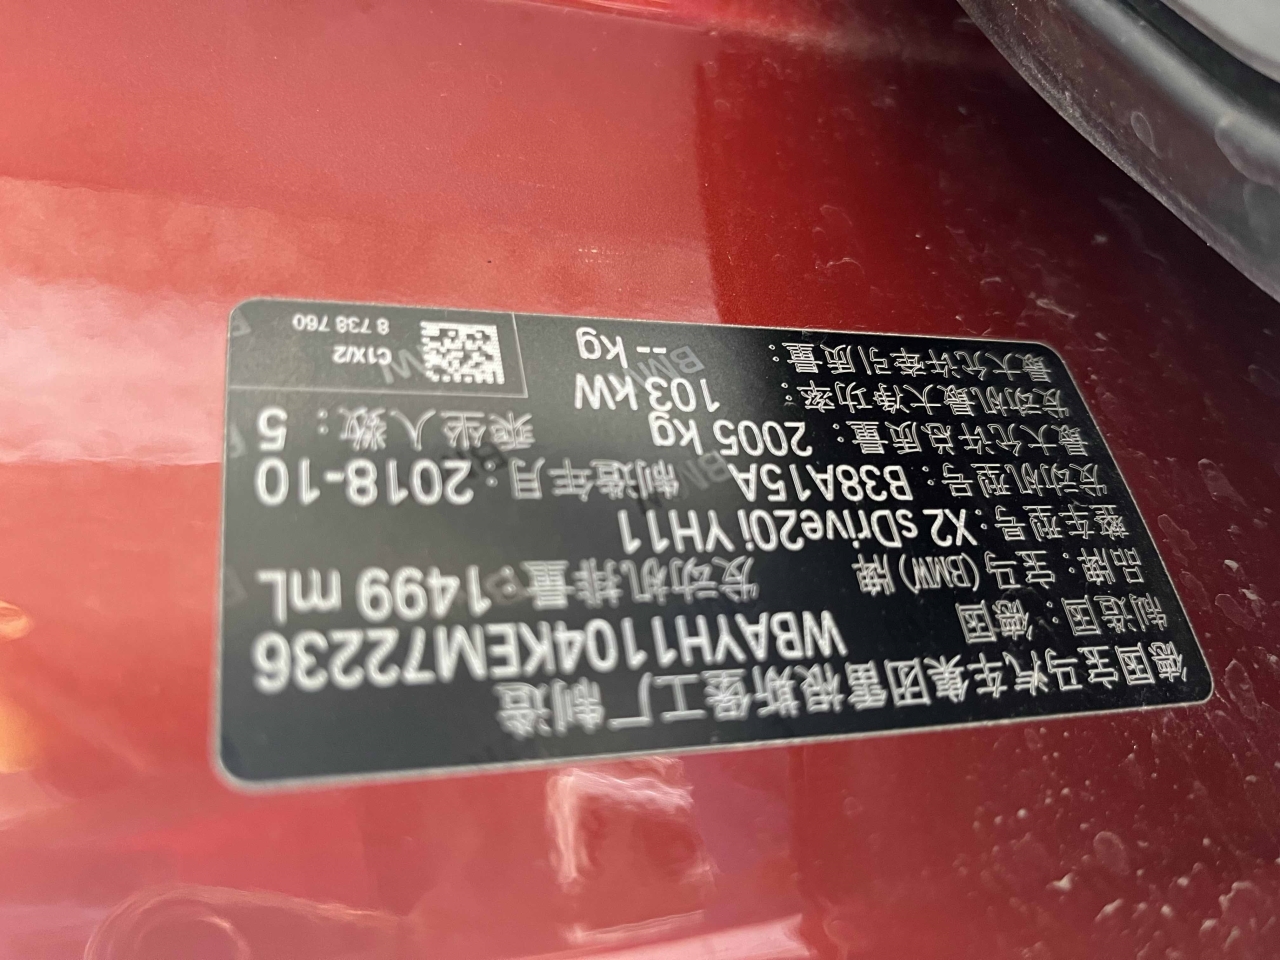 德国宝马汽车集团雷根斯堡工厂 制造
制造国：德国 WBAYH1104KEM72236
品牌：宝马(BMW)牌 发动机排量：1499 mL
整车型号：X2 sDrive20i YH11
发动机型号：B38A15A 制造年月：2018-10
最大允许总质量：2005 kg 乘坐人数：5
发动机最大净功率：103 kW
最大允许牵引质量：-- kg
C1X/2
8 738 760